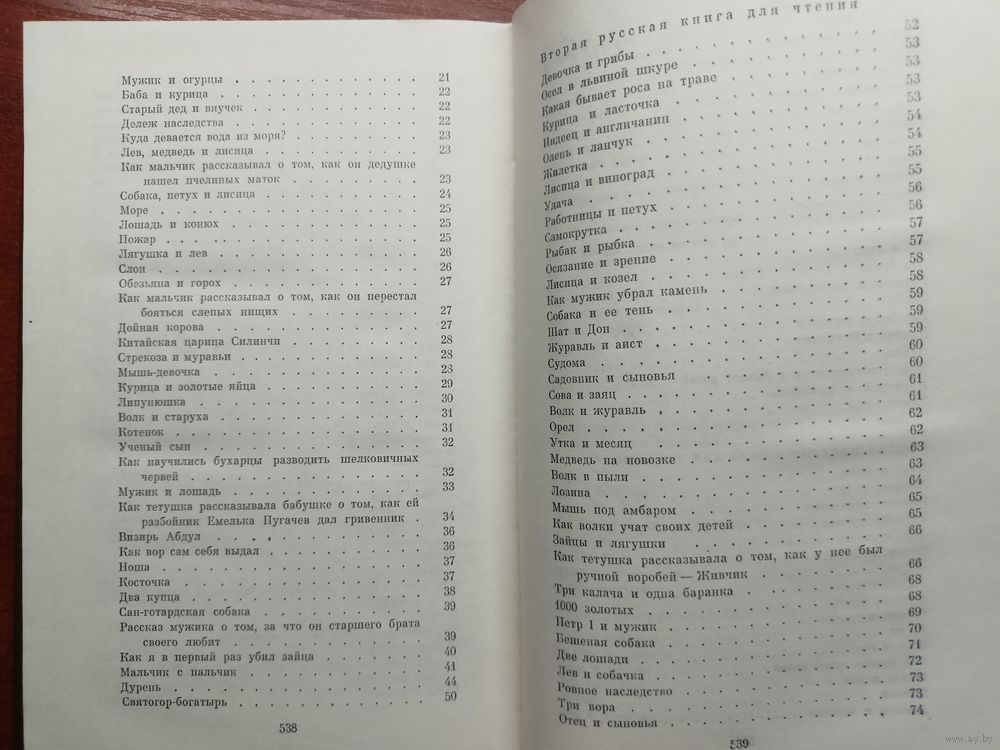 Мужик и огурцы . . . . . . . . . . . . 21
Баба и курица . . . . . . . . . . . . 22
Старый дед и внучек . . . . . . . . . . . 22
Дележ наследства . . . . . . . . . . . . 22
Куда девается вода из моря? . . . . . . . . . 23
Лев, медведь и лисица . . . . . . . . . . 23
Как мальчик рассказывал о том, как он дедушке
нашел пчелиных маток . . . . . . . . . 23
Собака, петух и лисица . . . . . . . . . . 24
Море . . . . . . . . . . . . . . . 25
Лошадь и конюх . . . . . . . . . . . . 25
Пожар . . . . . . . . . . . . . . . 25
Лягушка и лев . . . . . . . . . . . . 26
Слон . . . . . . . . . . . . . . . 26
Обезьяна и горох . . . . . . . . . . . . 27
Как мальчик рассказывал о том, как он перестал
бояться слепых нищих . . . . . . . . . 27
Дойная корова . . . . . . . . . . . . 27
Китайская царица Силинчи . . . . . . . . . 28
Стрекоза и муравьи . . . . . . . . . . . 28
Мышь-девочка . . . . . . . . . . . . . 28
Курица и золотые яйца . . . . . . . . . . 29
Липунюшка . . . . . . . . . . . . . . 30
Волк и старуха . . . . . . . . . . . . 31
Котенок . . . . . . . . . . . . . . 31
Ученый сын . . . . . . . . . . . . . 32
Как научились бухарцы разводить шелковичных
червей . . . . . . . . . . . . . 32
Мужик и лошадь . . . . . . . . . . . . 33
Как тетушка рассказывала бабушке о том, как ей
разбойник Емелька Пугачев дал гривенник . 34
Визирь Абдул . . . . . . . . . . . . . 36
Как вор сам себя выдал . . . . . . . . . . 36
Ноша . . . . . . . . . . . . . . . 37
Косточка . . . . . . . . . . . . . . 37
Два купца . . . . . . . . . . . . . . 38
Сан-готардская собака . . . . . . . . . . 39
Рассказ мужика о том, за что он старшего брата
своего любит . . . . . . . . . . . 39
Как я в первый раз убил зайца . . . . . . . 40
Мальчик с пальчик . . . . . . . . . . . 41
Дурень . . . . . . . . . . . . . . . 44
Святогор-богатырь . . . . . . . . . . . 50
538
Вторая русская книга для чтения
Девочка и грибы . . . . . . . . . . . 52
Осел в львиной шкуре . . . . . . . . . 53
Какая бывает роса на траве . . . . . . . 53
Курица и ласточка . . . . . . . . . . 53
Индеец и англичанин . . . . . . . . . 53
Олень и ланчук . . . . . . . . . . . 54
Жилетка . . . . . . . . . . . . . 54
Лисица и виноград . . . . . . . . . . 55
Удача . . . . . . . . . . . . . . 55
Работницы и петух . . . . . . . . . . 56
Самокрутка . . . . . . . . . . . . 56
Рыбак и рыбка . . . . . . . . . . . 57
Осязание и зрение . . . . . . . . . . 57
Лисица и козел . . . . . . . . . . . 58
Как мужик убрал камень . . . . . . . . 58
Собака и ее тень . . . . . . . . . . 59
Шат и Дон . . . . . . . . . . . . 59
Журавль и аист . . . . . . . . . . . 59
Судома . . . . . . . . . . . . . 60
Садовник и сыновья . . . . . . . . . 60
Сова и заяц . . . . . . . . . . . . 61
Волк и журавль . . . . . . . . . . . 61
Орел . . . . . . . . . . . . . . 62
Утка и месяц . . . . . . . . . . . 62
Медведь на повозке . . . . . . . . . . 63
Волк в пыли . . . . . . . . . . . . 63
Лозина . . . . . . . . . . . . . 64
Мышь под амбаром . . . . . . . . . . 65
Как волки учат своих детей . . . . . . . 65
Зайцы и лягушки . . . . . . . . . . 66
Как тетушка рассказывала о том, как у нее был
ручной воробей — Живчик . . . . . . . 66
Три калача и одна баранка . . . . . . . 68
1000 золотых . . . . . . . . . . . . 68
Петр I и мужик . . . . . . . . . . . 69
Бешеная собака . . . . . . . . . . . 70
Две лошади . . . . . . . . . . . . 71
Лев и собачка . . . . . . . . . . . 72
Ровное наследство . . . . . . . . . . 73
Три вора . . . . . . . . . . . . . 73
Отец и сыновья . . . . . . . . . . . 74
539
www.ay.by